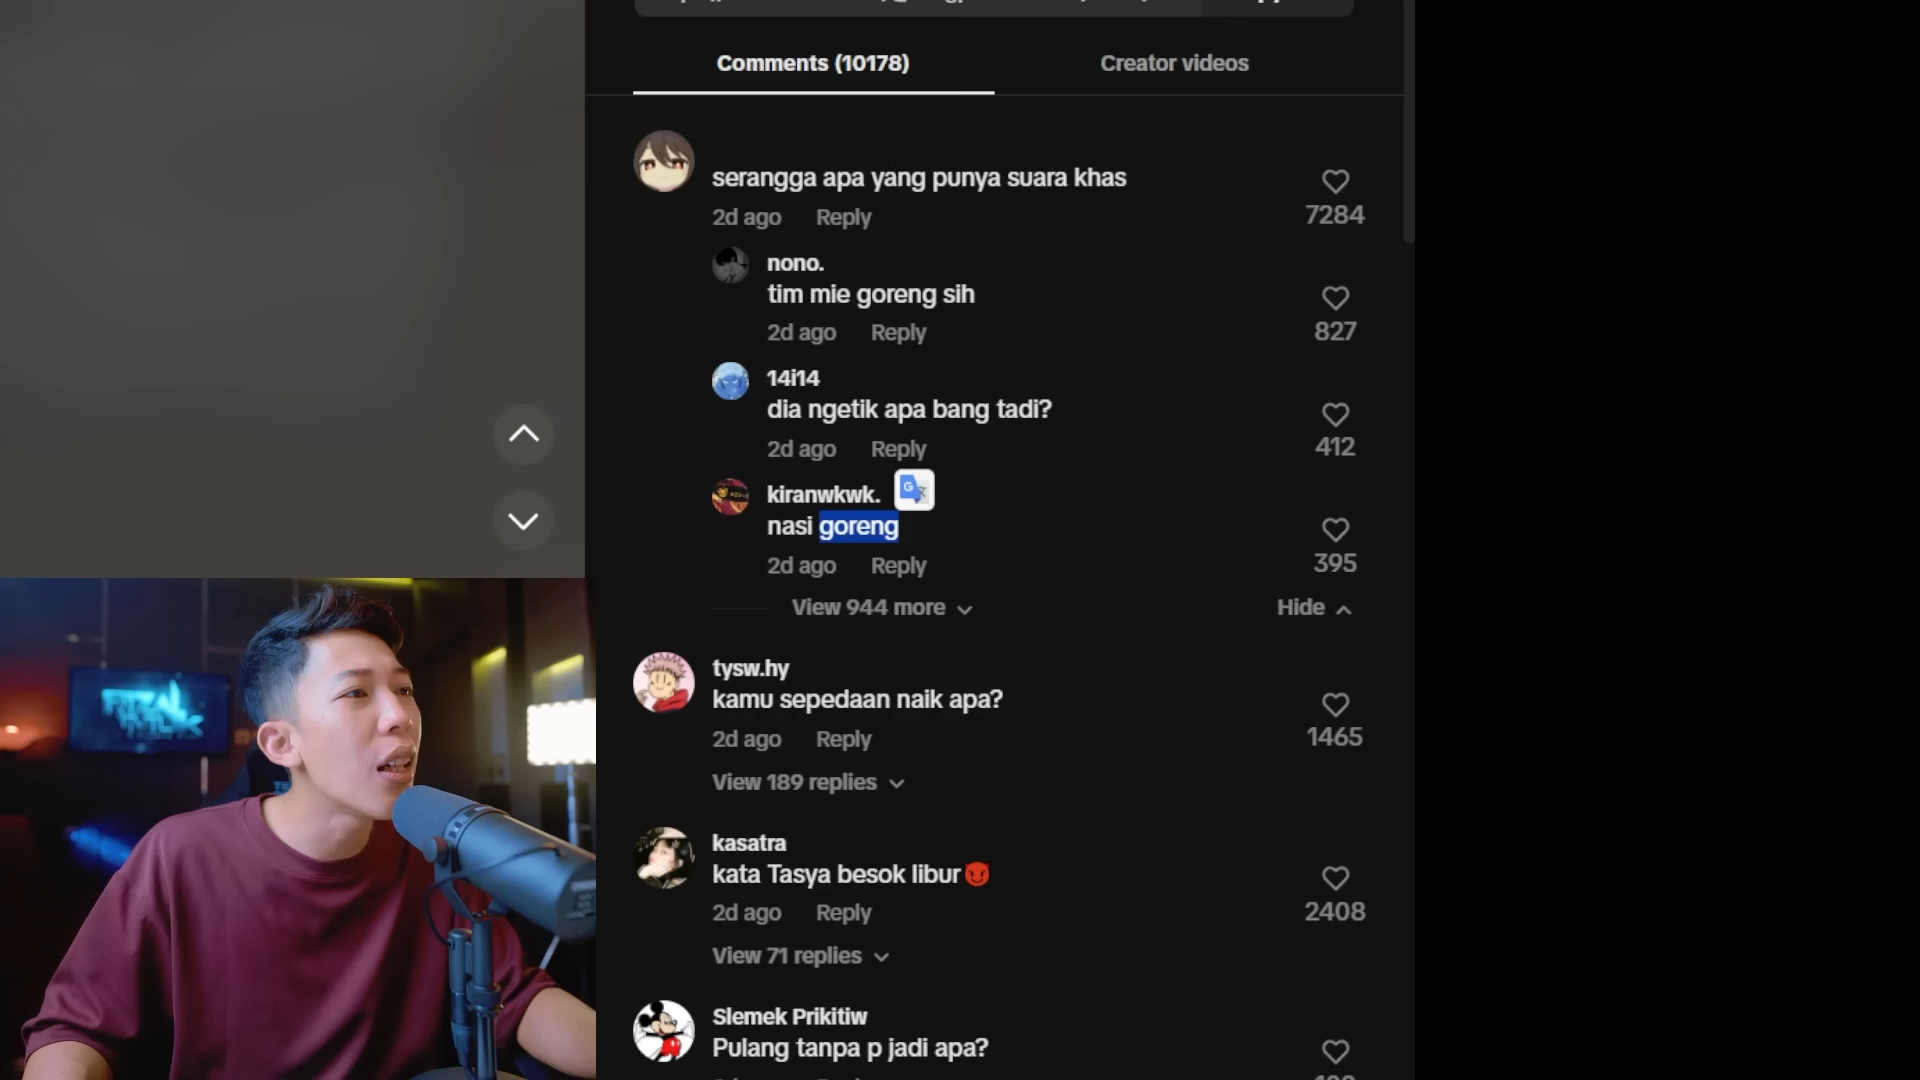 Comments (10178)
Creator videos
serangga apa yang punya suara khas
2d ago Reply
7284
nono.
tim mie goreng sih
2d ago Reply
827
14i14
dia ngetik apa bang tadi?
2d ago Reply
412
kiranwkwk.
nasi goreng
2d ago Reply
395
View 944 more
Hide
tysw.hy
kamu sepedaan naik apa?
2d ago Reply
1465
View 189 replies
kasatra
kata Tasya besok libur😈
2d ago Reply
2408
View 71 replies
Slemek Prikitiw
Pulang tanpa p jadi apa?